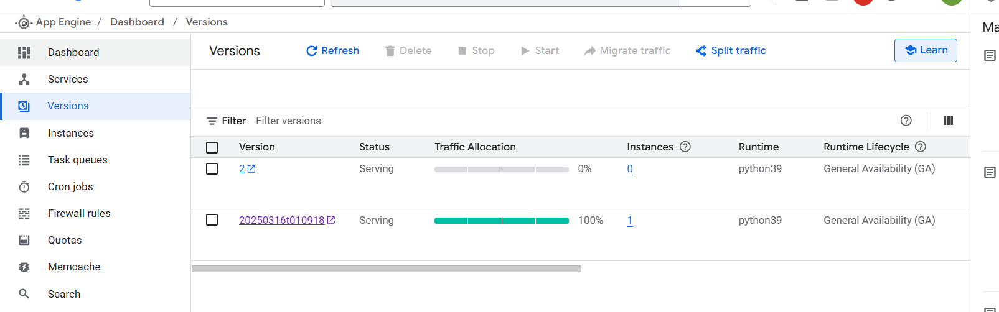 App Engine / Dashboard / Versions
Ma
Dashboard
Services
Versions
Instances
Task queues
Cron jobs
Firewall rules
Quotas
Memcache
Search
Versions Refresh Delete Stop Start Migrate traffic Split traffic Learn
Filter Filter versions
Version Status Traffic Allocation Instances Runtime Runtime Lifecycle
2 Serving 0% 0 python39 General Availability (GA)
20250316t010918 Serving 100% 1 python39 General Availability (GA)